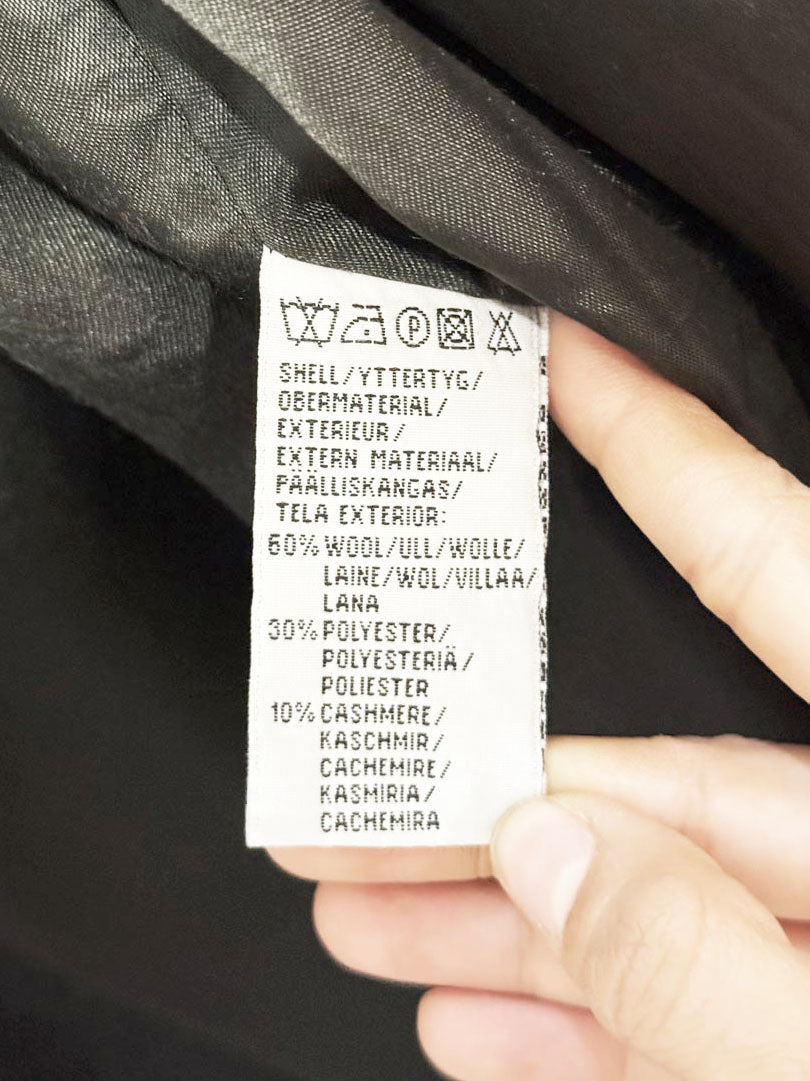 P
SHELL/YTTERTYG/
OBERMATERIAL/
EXTERIEUR/
EXTERN MATERIAAL/
PÄÄLLISKANGAS/
TELA EXTERIOR:
60% WOOL/ULL/WOLLE/
LAINE/WOL/VILLAA/
LANA
30% POLYESTER/
POLYESTERIÄ/
POLIESTER
10% CASHMERE/
KASCHMIR/
CACHEMIRE/
KASMIRIA/
CACHEMIRA